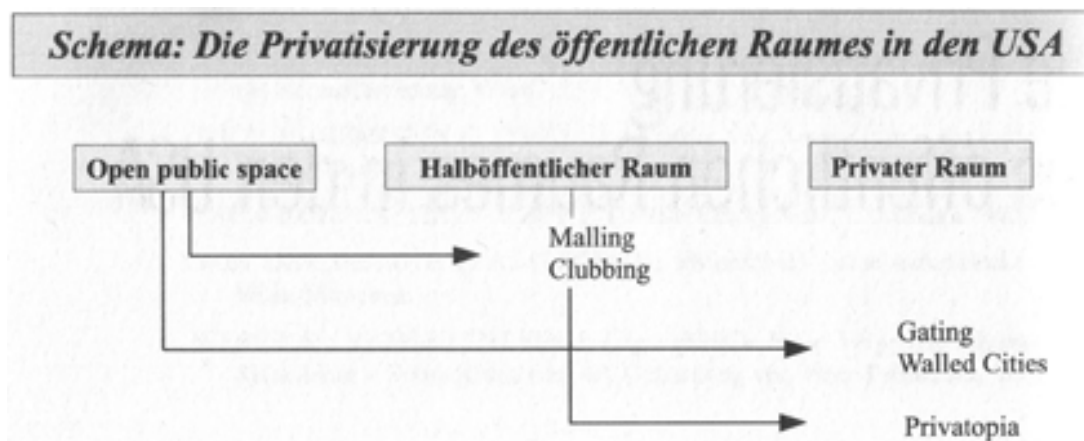 Schema: Die Privatisierung des öffentlichen Raumes in den USA
Open public space
Halböffentlicher Raum
Privater Raum
Malling
Clubbing
Gating
Walled Cities
Privatopia